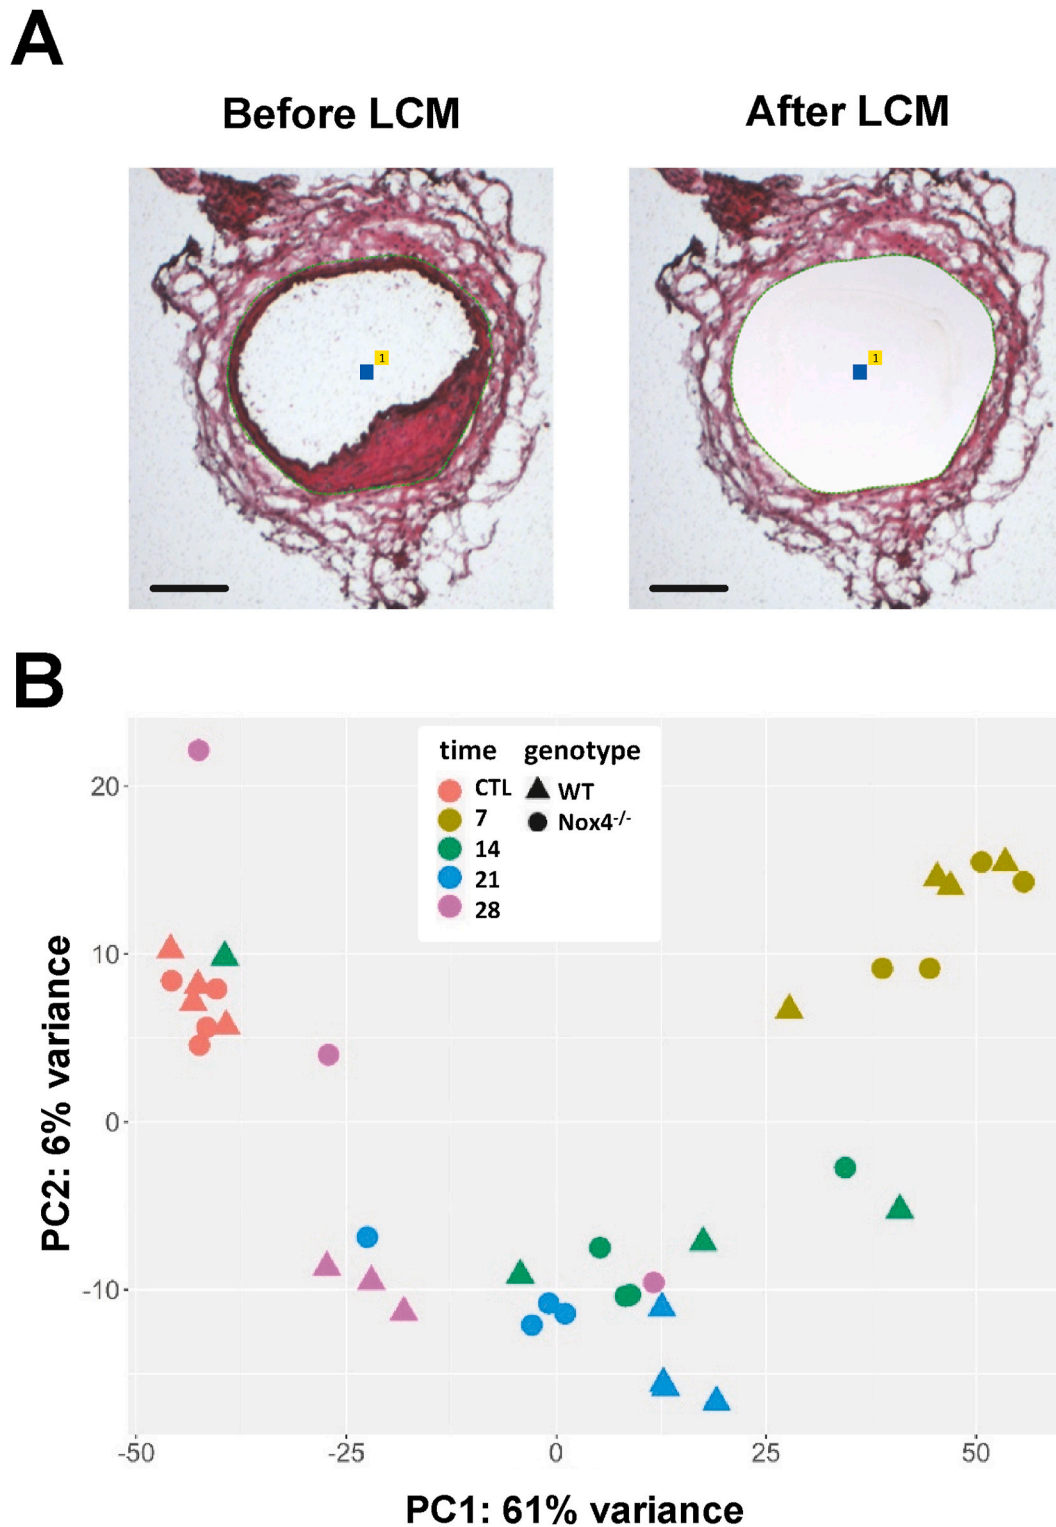 A
Before LCM
After LCM
1
1
B
time
genotype
CTL
WT
7
Nox4-/-
14
21
28
20
10
0
-10
PC2: 6% variance
-50
-25
0
25
50
PC1: 61% variance